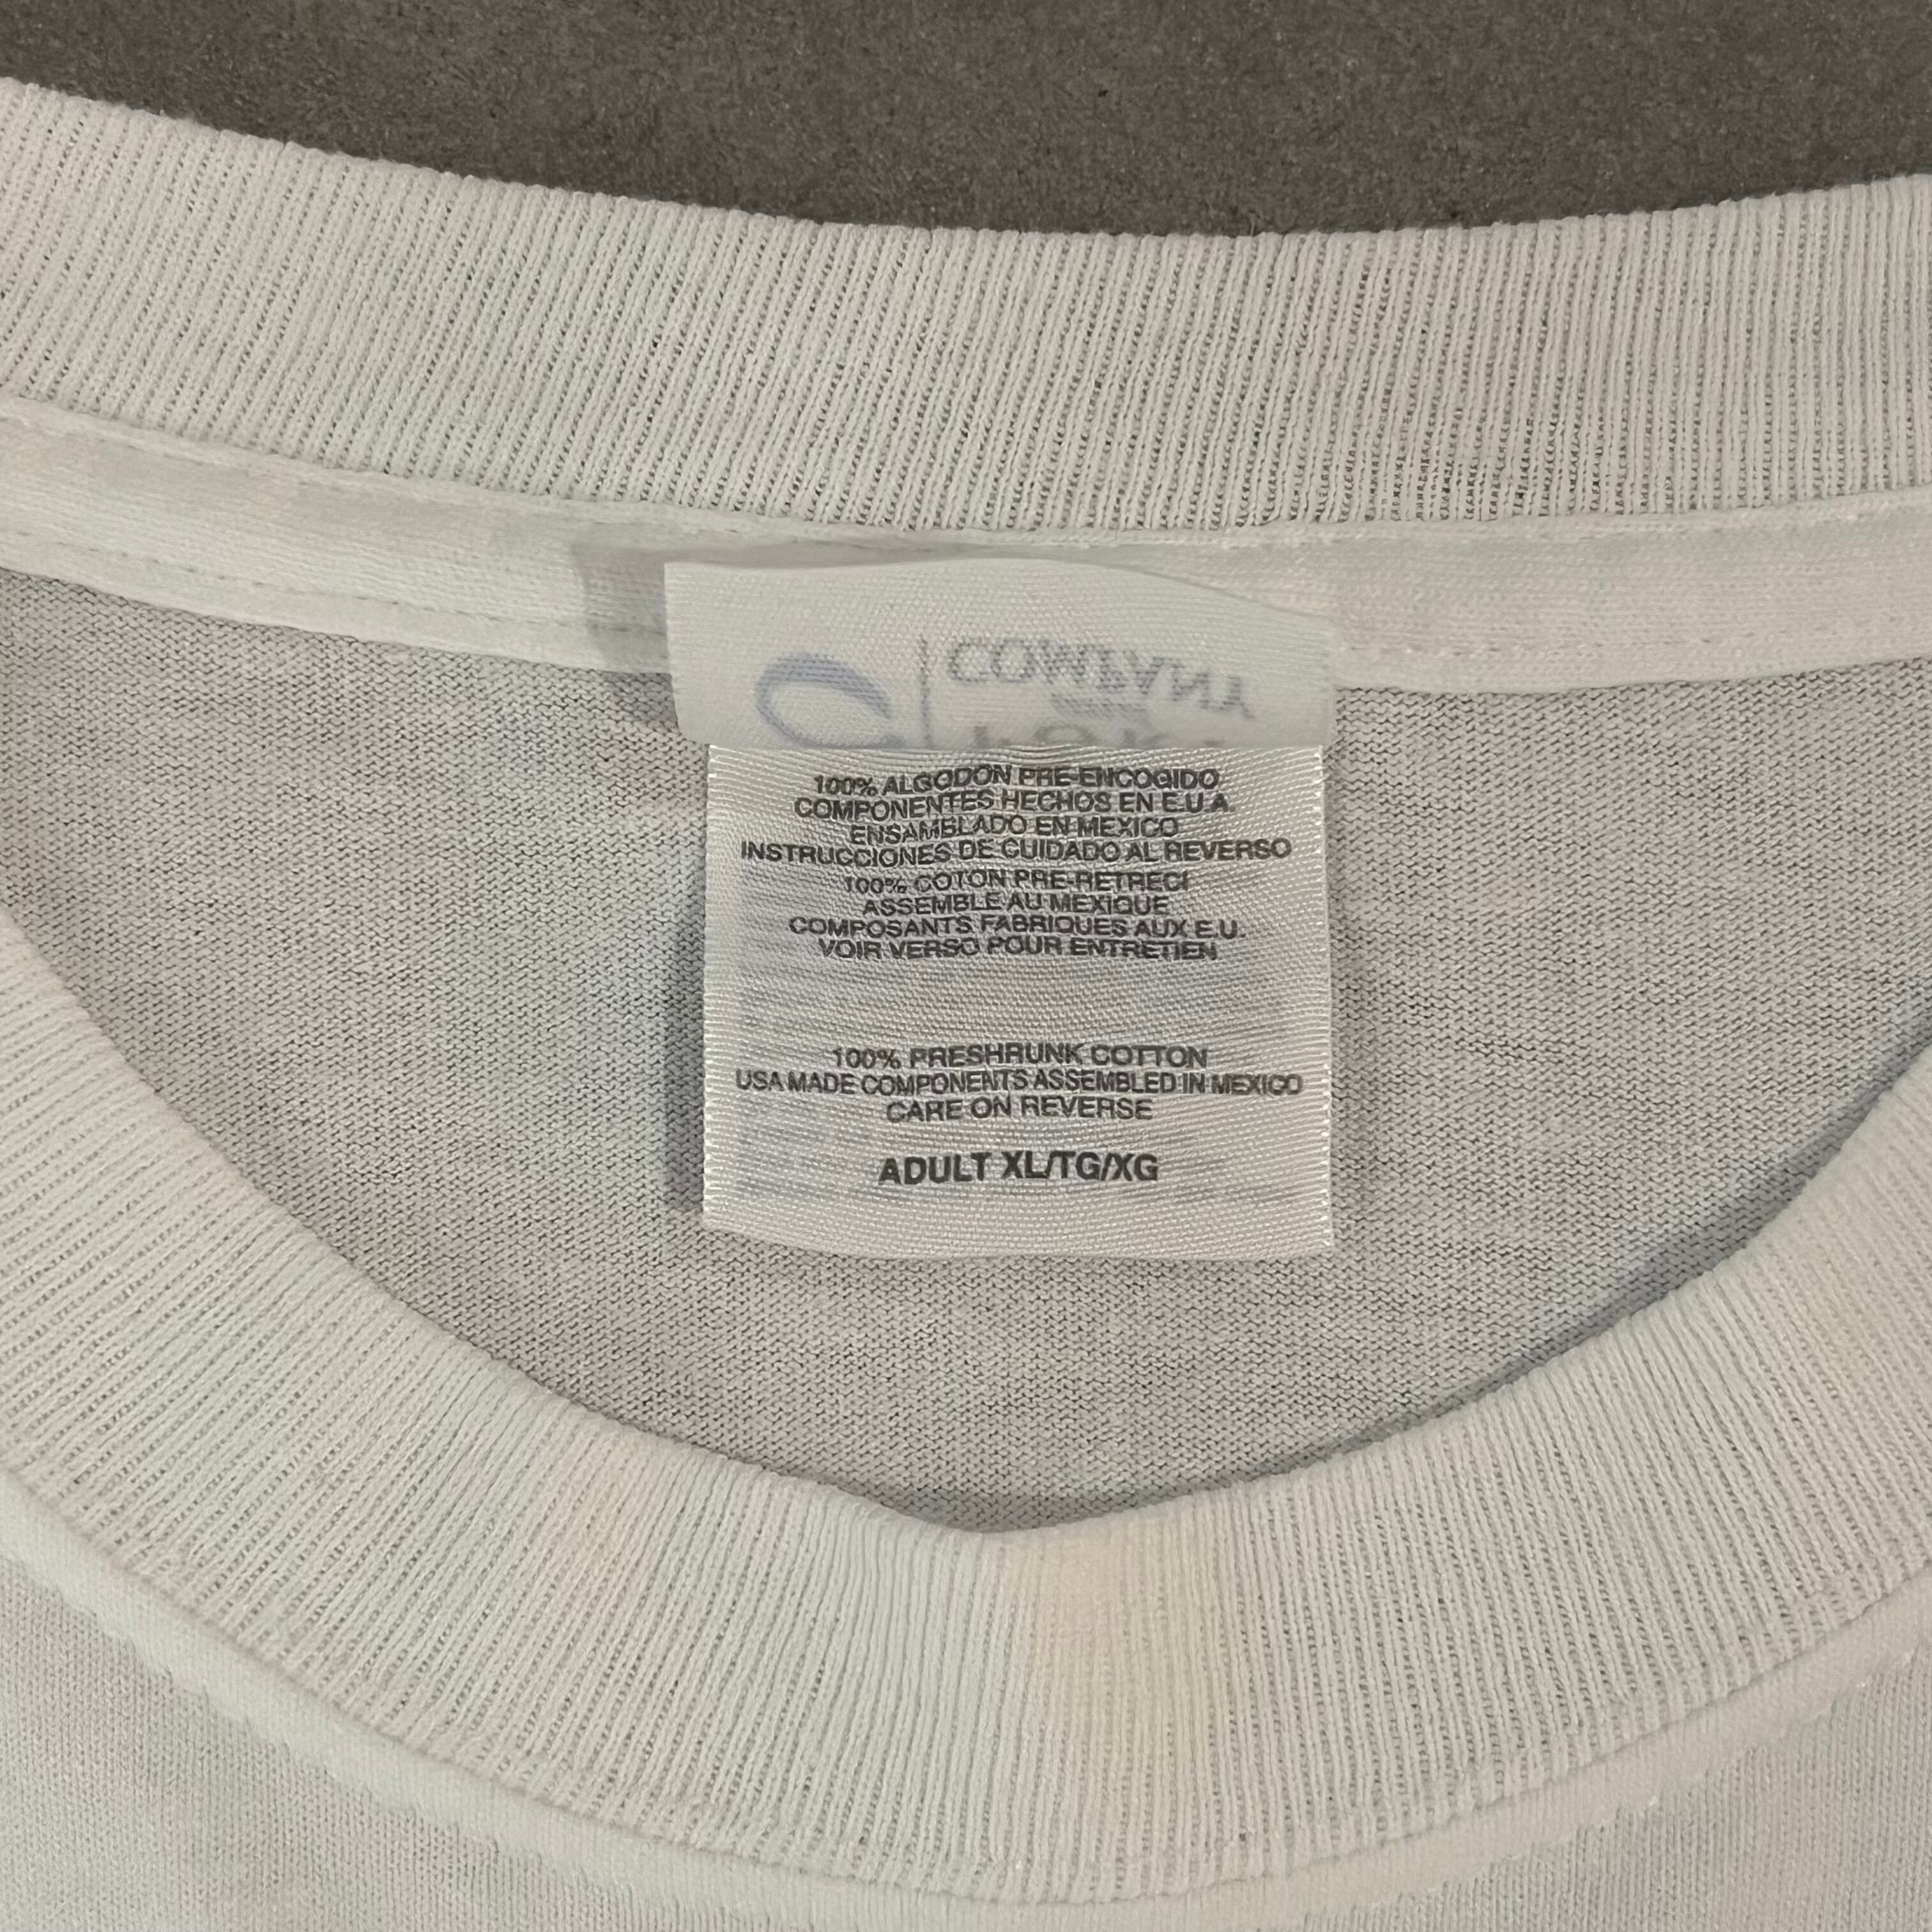 COMPANY
100% ALGODON PRE-ENCOGIDO
COMPONENTES HECHOS EN E.U.A.
ENSAMBLADO EN MEXICO
INSTRUCCIONES DE CUIDADO AL REVERSO
100% COTON PRE-RETRECI
ASSEMBLE AU MEXIQUE
COMPOSANTS FABRIQUES AUX E.U.
VOIR VERSO POUR ENTRETIEN
100% PRESHRUNK COTTON
USA MADE COMPONENTS ASSEMBLED IN MEXICO
CARE ON REVERSE
ADULT XL/TG/XG